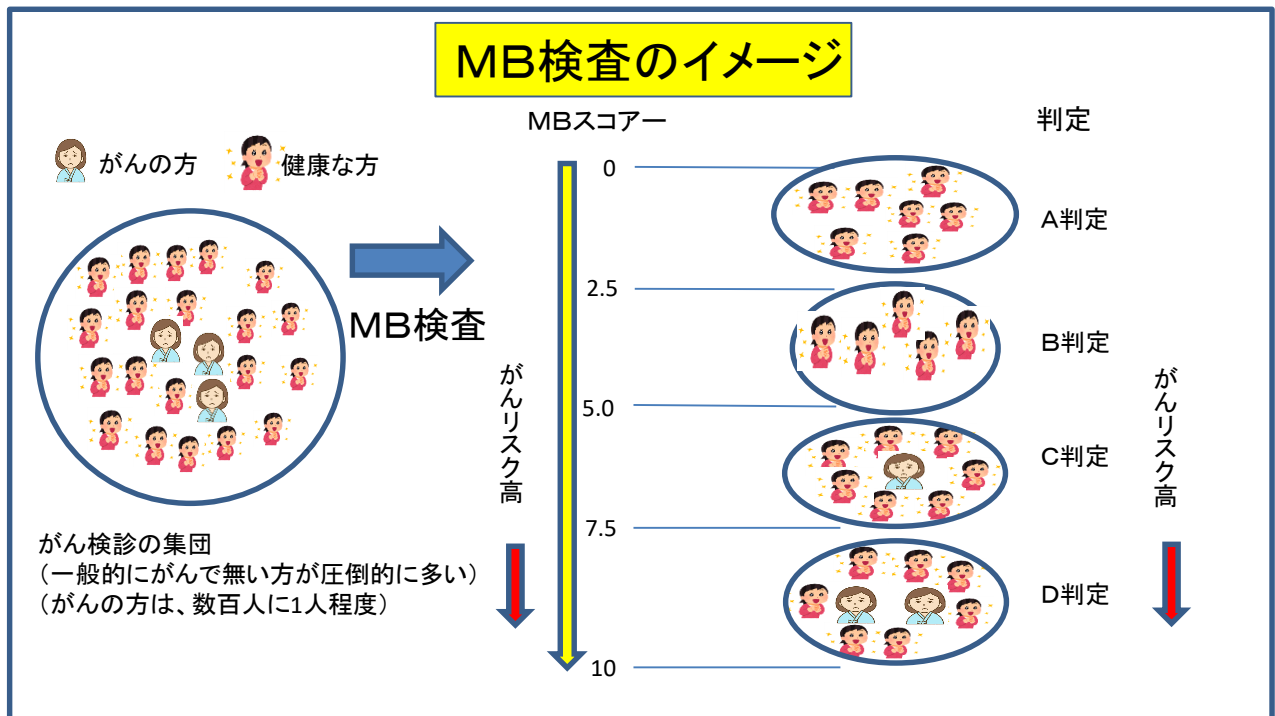 MB検査のイメージ
MBスコアー
判定
がんの方
健康な方
MB検査
がんリスク高
0
2.5
5.0
7.5
10
A判定
B判定
C判定
D判定
がんリスク高
がん検診の集団
(一般的にがんで無い方が圧倒的に多い)
(がんの方は、数百人に1人程度)